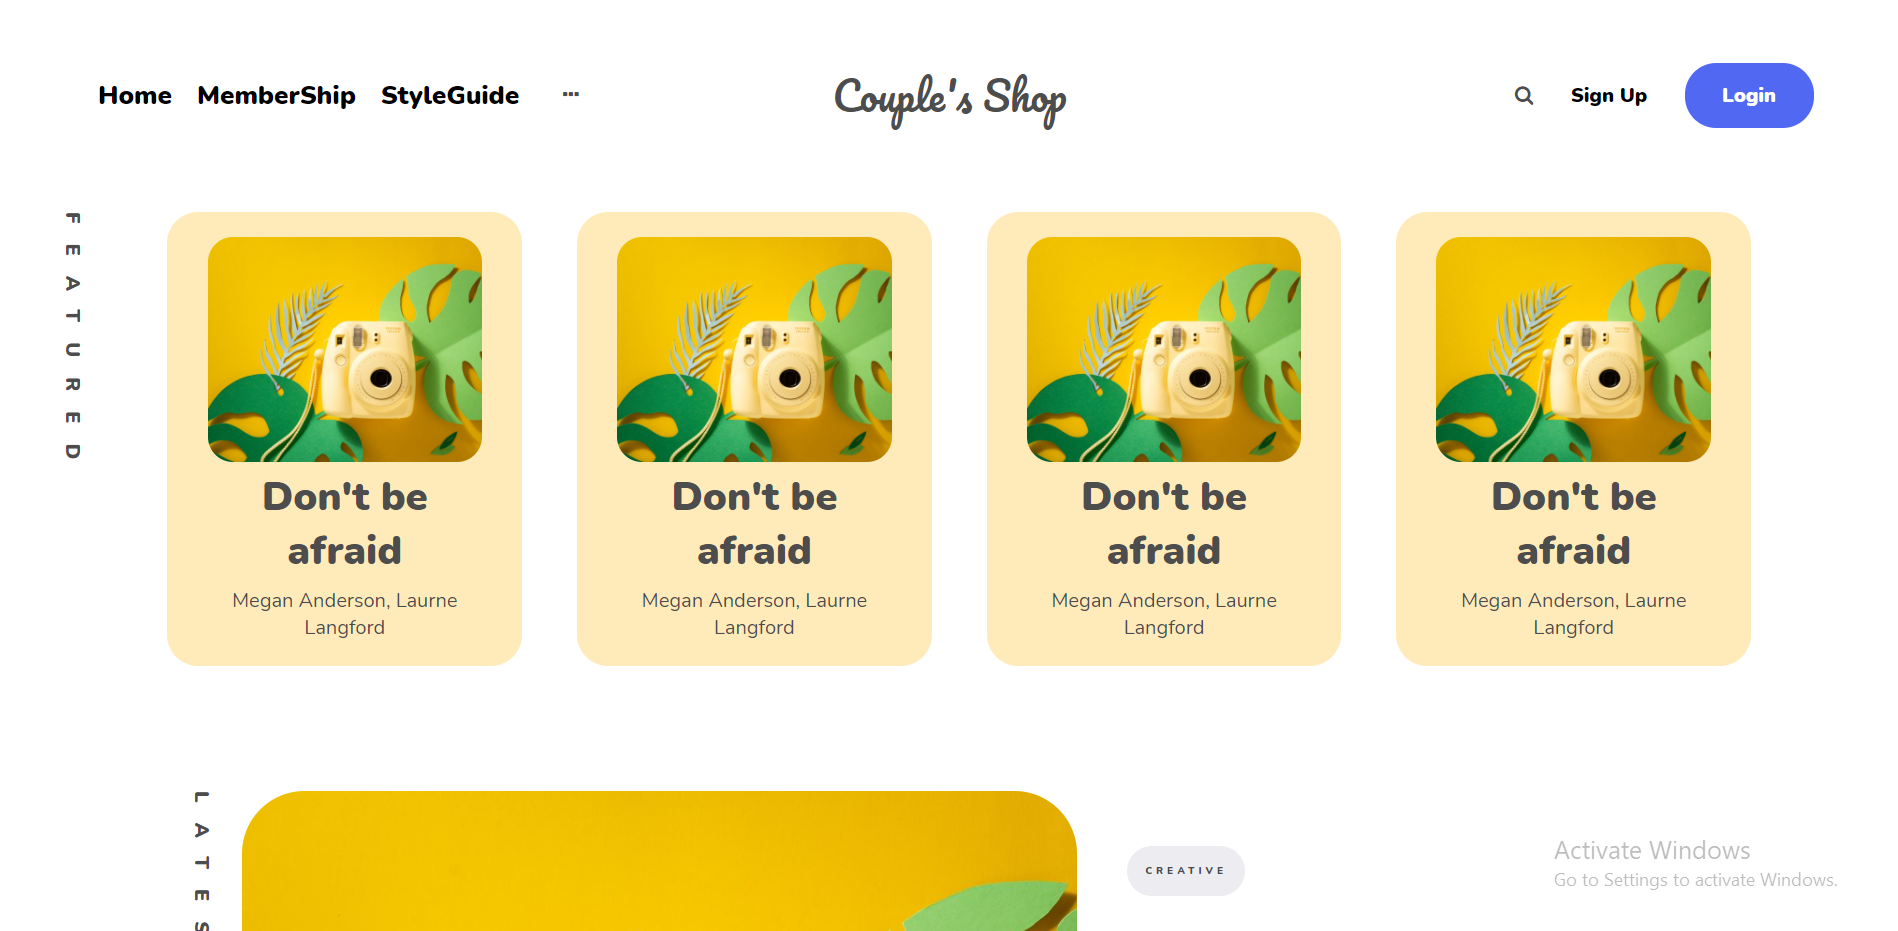 Home MemberShip StyleGuide ···
Couple's Shop
Sign Up
Login
FEATURED
Don't be
afraid
Megan Anderson, Laurne
Langford
Don't be
afraid
Megan Anderson, Laurne
Langford
Don't be
afraid
Megan Anderson, Laurne
Langford
Don't be
afraid
Megan Anderson, Laurne
Langford
LATES
CREATIVE
Activate Windows
Go to Settings to activate Windows.